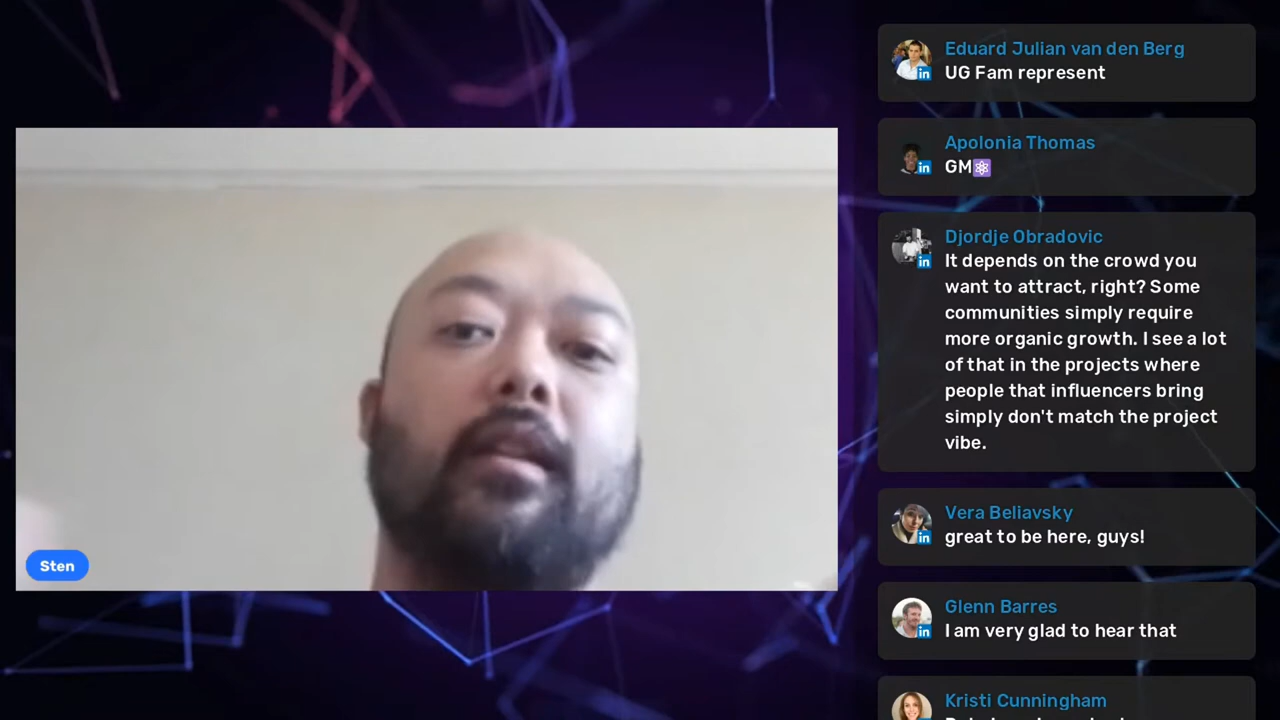 Eduard Julian van den Berg
UG Fam represent
Apolonia Thomas
GM⚛
Djordje Obradovic
It depends on the crowd you
want to attract, right? Some
communities simply require
more organic growth. I see a lot
of that in the projects where
people that influencers bring
simply don't match the project
vibe.
Vera Beliavsky
great to be here, guys!
Glenn Barres
I am very glad to hear that
Kristi Cunningham
Sten